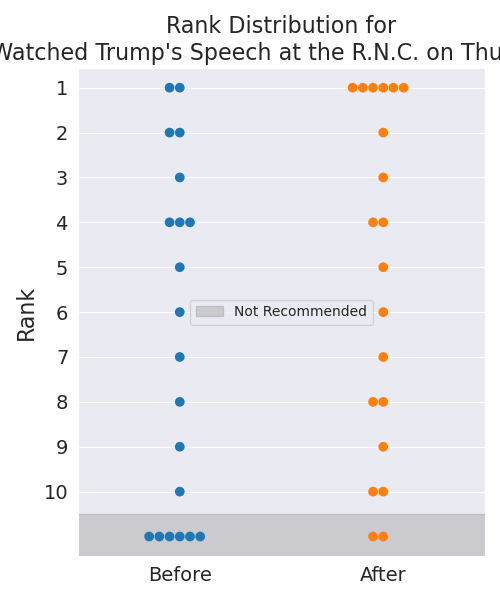 Rank Distribution for
Watched Trump's Speech at the R.N.C. on Thu
1
2
3
4
5
6
7
8
9
10
Rank
Not Recommended
Before
After